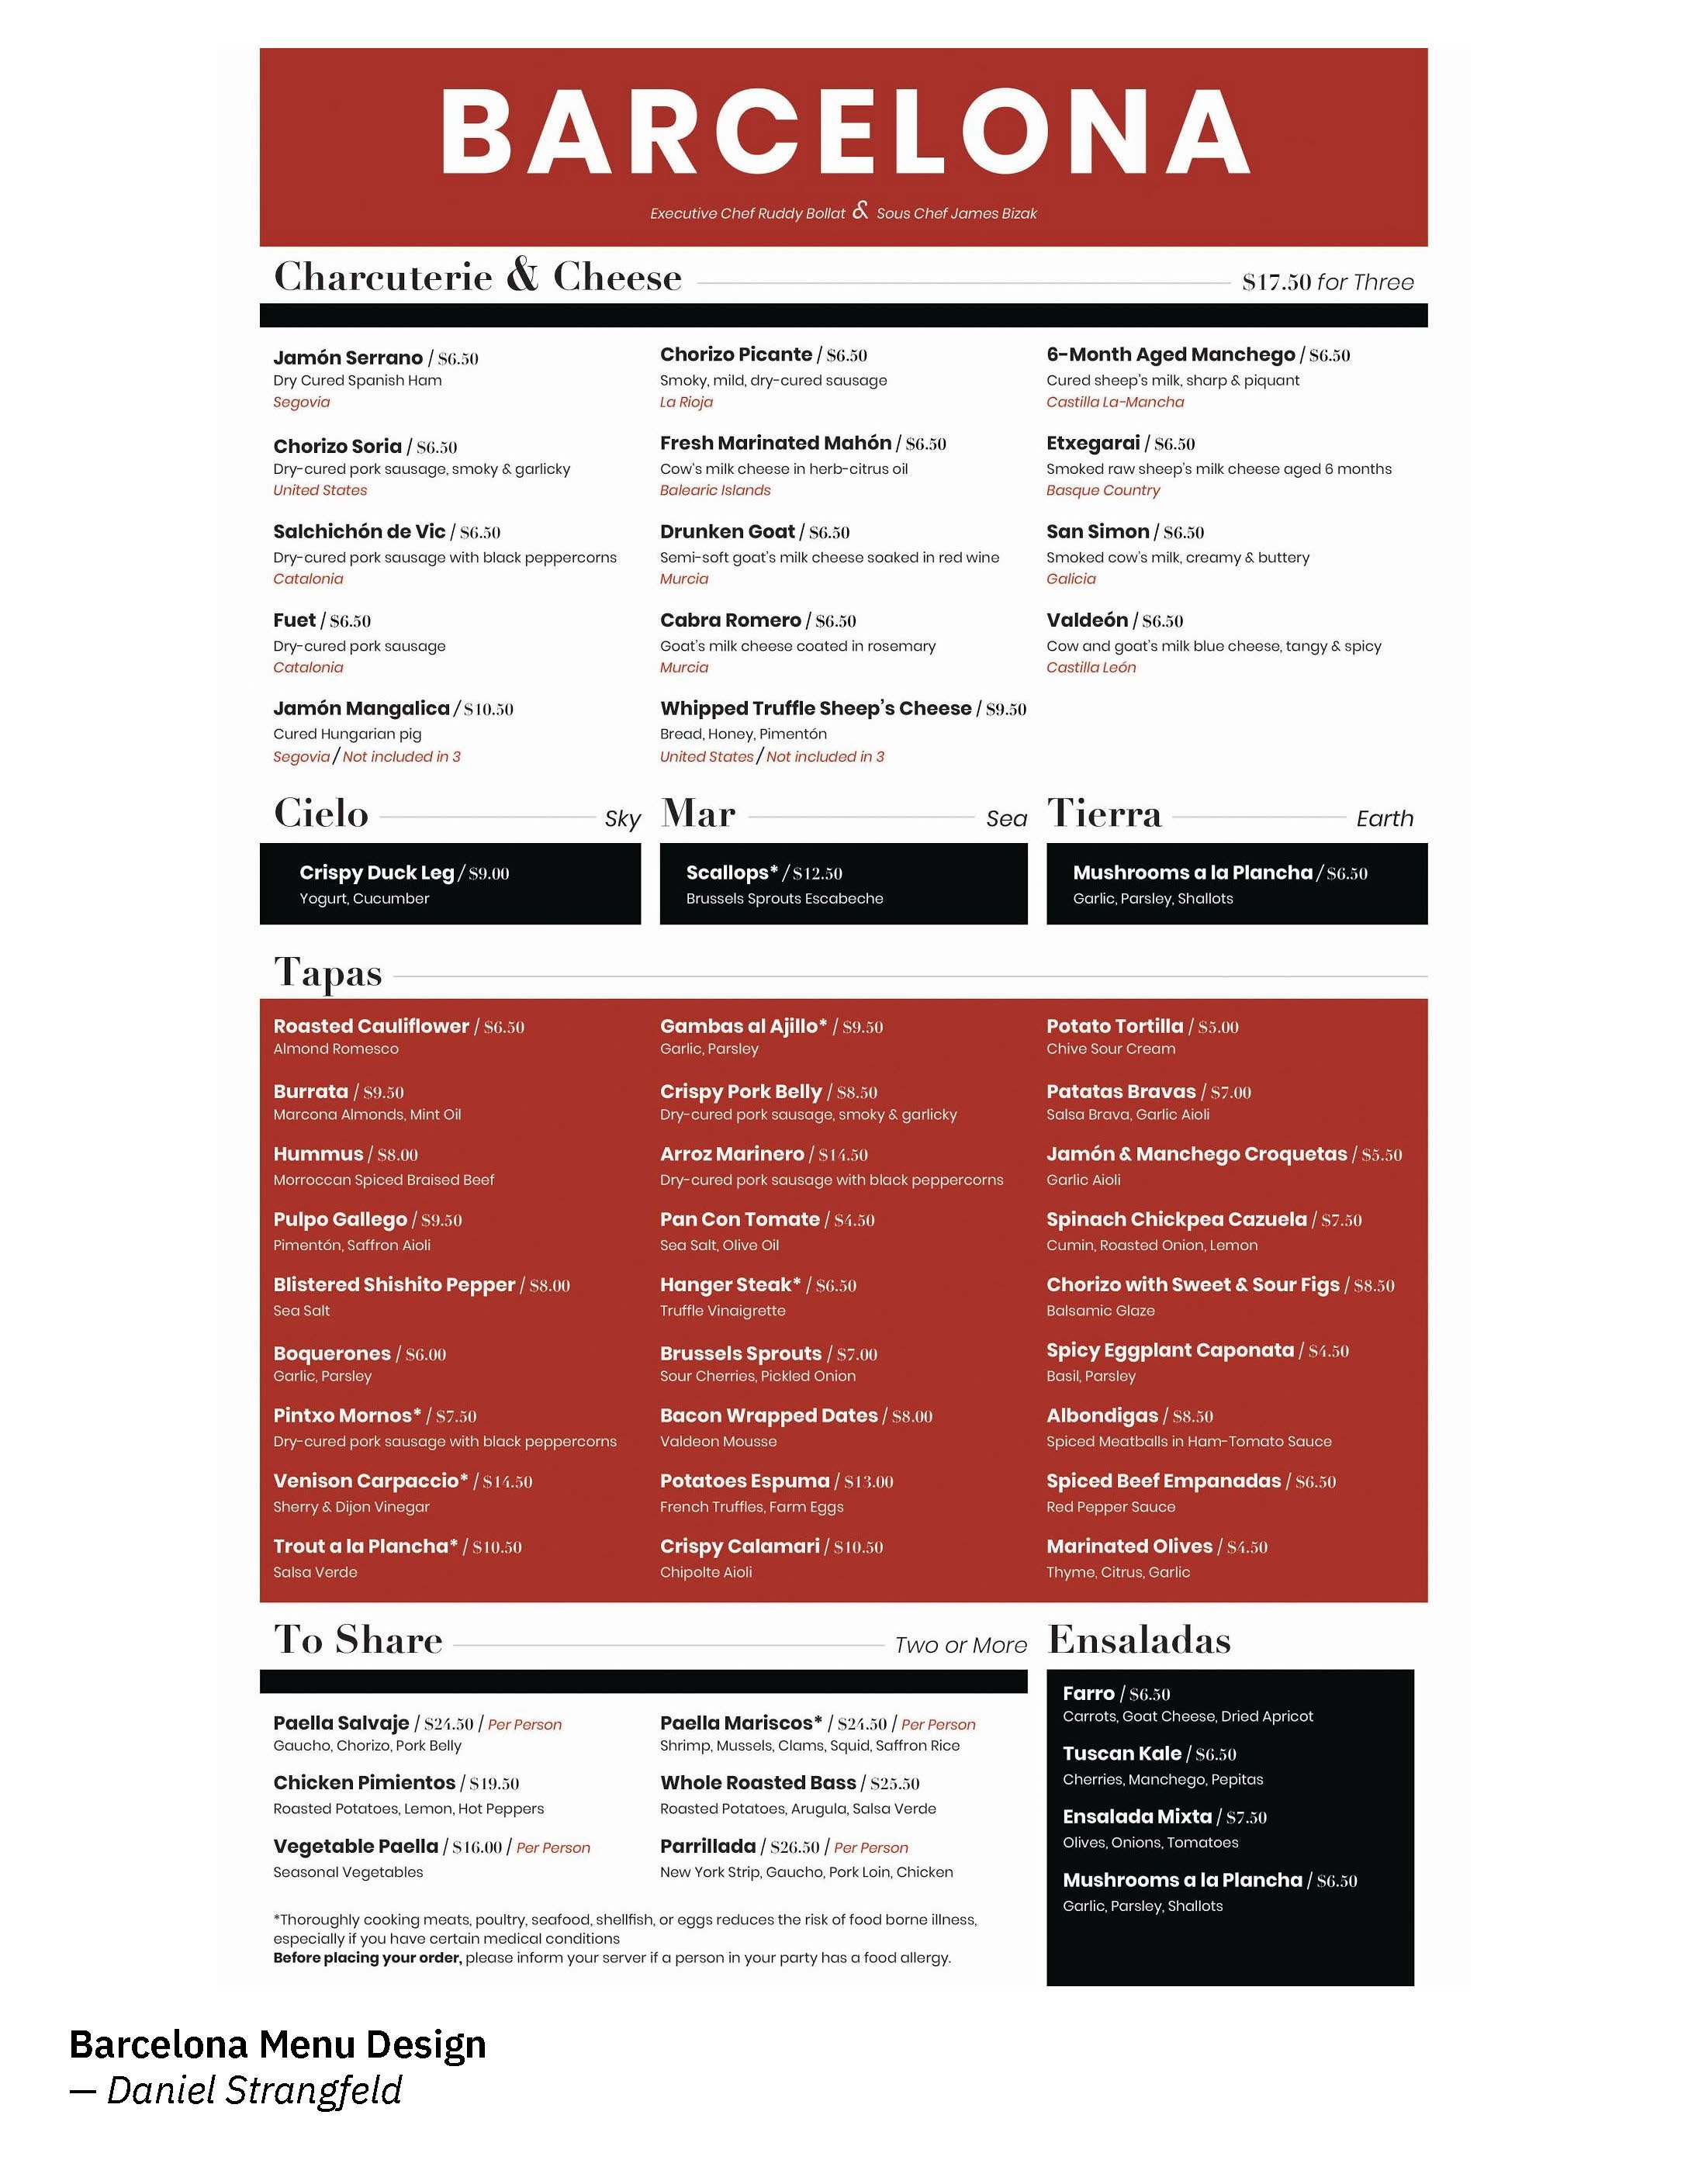 BARCELONA
Executive Chef Ruddy Bollat & Sous Chef James Bizak
Charcuterie & Cheese
$17.50 for Three
Jamón Serrano / $6.50
Dry Cured Spanish Ham
Segovia
Chorizo Soria / $6.50
Dry-cured pork sausage, smoky & garlicky
United States
Salchichón de Vic / $6.50
Dry-cured pork sausage with black peppercorns
Catalonia
Fuet / $6.50
Dry-cured pork sausage
Catalonia
Jamón Mangalica / $10.50
Cured Hungarian pig
Segovia / Not included in 3
Chorizo Picante / $6.50
Smoky, mild, dry-cured sausage
La Rioja
Fresh Marinated Mahón / $6.50
Cow's milk cheese in herb-citrus oil
Balearic Islands
Drunken Goat / $6.50
Semi-soft goat's milk cheese soaked in red wine
Murcia
Cabra Romero / $6.50
Goat's milk cheese coated in rosemary
Murcia
Whipped Truffle Sheep's Cheese / $9.50
Bread, Honey, Pimentón
United States / Not included in 3
6-Month Aged Manchego / $6.50
Cured sheep's milk, sharp & piquant
Castilla La-Mancha
Etxegarai / $6.50
Smoked raw sheep's milk cheese aged 6 months
Basque Country
San Simon / $6.50
Smoked cow's milk, creamy & buttery
Galicia
Valdeón / $6.50
Cow and goat's milk blue cheese, tangy & spicy
Castilla León
Cielo
Sky
Crispy Duck Leg / $9.00
Yogurt, Cucumber
Mar
Sea
Scallops* / $12.50
Brussels Sprouts Escabeche
Tierra
Earth
Mushrooms a la Plancha / $6.50
Garlic, Parsley, Shallots
Tapas
Roasted Cauliflower / $6.50
Almond Romesco
Burrata / $9.50
Marcona Almonds, Mint Oil
Hummus / $8.00
Morroccan Spiced Braised Beef
Pulpo Gallego / $9.50
Pimentón, Saffron Aioli
Blistered Shishito Pepper / $8.00
Sea Salt
Boquerones / $6.00
Garlic, Parsley
Pintxo Mornos* / $7.50
Dry-cured pork sausage with black peppercorns
Venison Carpaccio* / $14.50
Sherry & Dijon Vinegar
Trout a la Plancha* / $10.50
Salsa Verde
Gambas al Ajillo* / $9.50
Garlic, Parsley
Crispy Pork Belly / $8.50
Dry-cured pork sausage, smoky & garlicky
Arroz Marinero / $14.50
Dry-cured pork sausage with black peppercorns
Pan Con Tomate / $4.50
Sea Salt, Olive Oil
Hanger Steak* / $6.50
Truffle Vinaigrette
Brussels Sprouts / $7.00
Sour Cherries, Pickled Onion
Bacon Wrapped Dates / $8.00
Valdeon Mousse
Potatoes Espuma / $13.00
French Truffles, Farm Eggs
Crispy Calamari / $10.50
Chipolte Aioli
Potato Tortilla / $5.00
Chive Sour Cream
Patatas Bravas / $7.00
Salsa Brava, Garlic Aioli
Jamón & Manchego Croquetas / $5.50
Garlic Aioli
Spinach Chickpea Cazuela / $7.50
Cumin, Roasted Onion, Lemon
Chorizo with Sweet & Sour Figs / $8.50
Balsamic Glaze
Spicy Eggplant Caponata / $4.50
Basil, Parsley
Albondigas / $8.50
Spiced Meatballs in Ham-Tomato Sauce
Spiced Beef Empanadas / $6.50
Red Pepper Sauce
Marinated Olives / $4.50
Thyme, Citrus, Garlic
To Share
Two or More
Paella Salvaje / $24.50 / Per Person
Gaucho, Chorizo, Pork Belly
Chicken Pimientos / $19.50
Roasted Potatoes, Lemon, Hot Peppers
Vegetable Paella / $16.00 / Per Person
Seasonal Vegetables
Paella Mariscos* / $24.50 / Per Person
Shrimp, Mussels, Clams, Squid, Saffron Rice
Whole Roasted Bass / $25.50
Roasted Potatoes, Arugula, Salsa Verde
Parrillada / $26.50 / Per Person
New York Strip, Gaucho, Pork Loin, Chicken
*Thoroughly cooking meats, poultry, seafood, shellfish, or eggs reduces the risk of food borne illness,
especially if you have certain medical conditions
Before placing your order, please inform your server if a person in your party has a food allergy.
Ensaladas
Farro / $6.50
Carrots, Goat Cheese, Dried Apricot
Tuscan Kale / $6.50
Cherries, Manchego, Pepitas
Ensalada Mixta / $7.50
Olives, Onions, Tomatoes
Mushrooms a la Plancha / $6.50
Garlic, Parsley, Shallots
Barcelona Menu Design
— Daniel Strangfeld